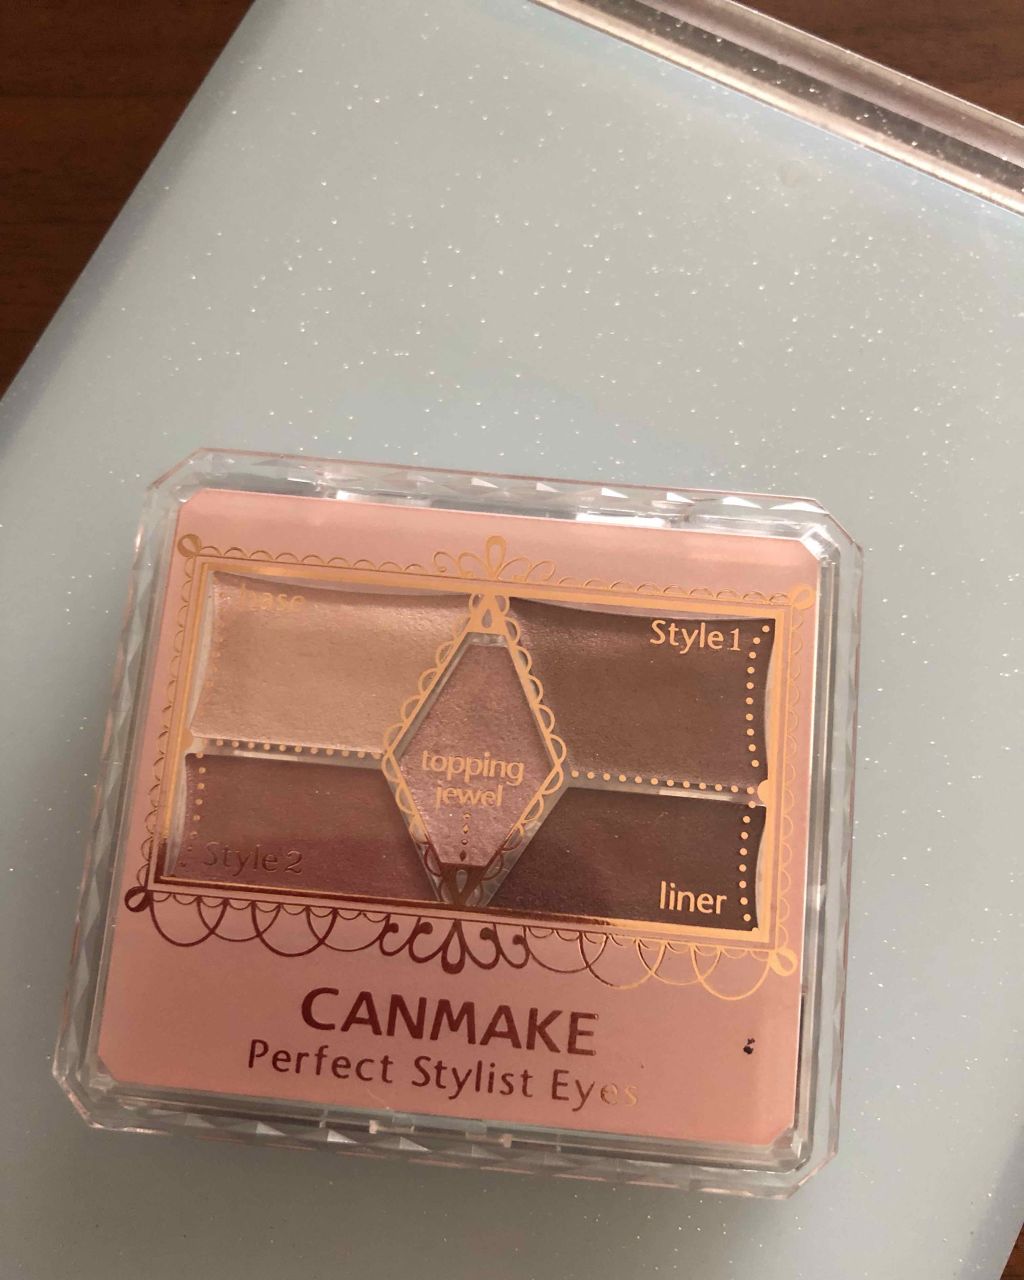 base
Style1
topping
jewel
Style2
liner
CANMAKE
Perfect Stylist Eyes